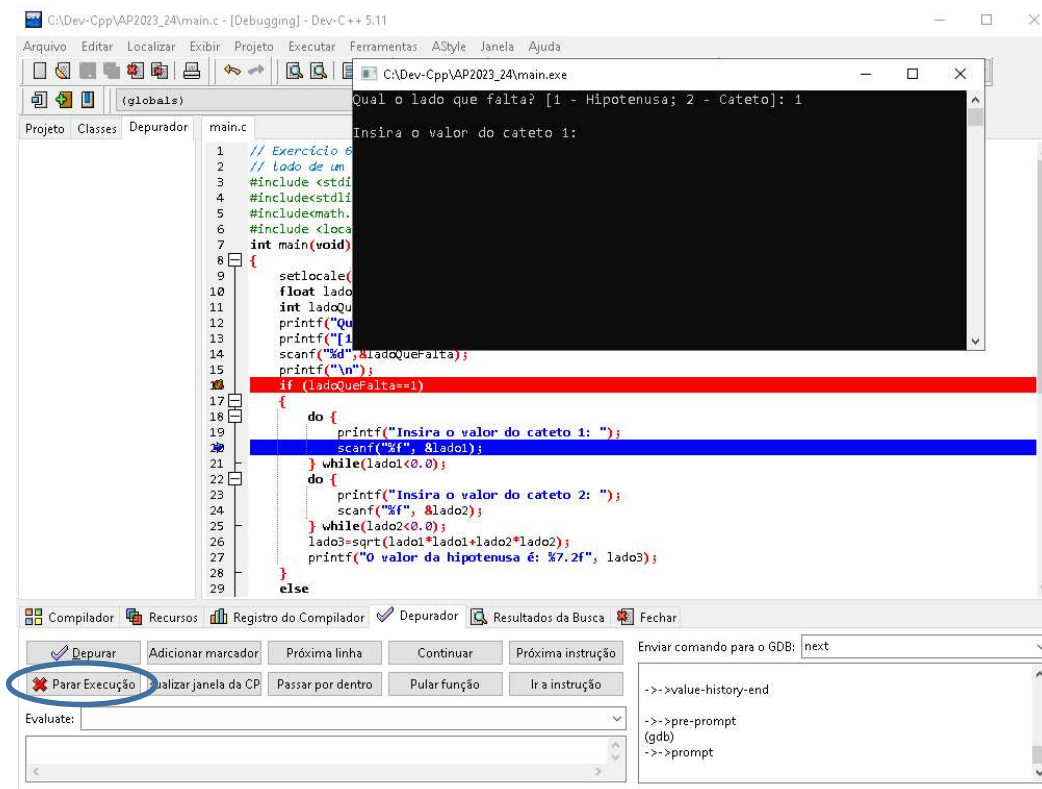 C:\Dev-Cpp\AP2023_24\main.c - [Debugging] - Dev-C++ 5.11
Arquivo Editar Localizar Exibir Projeto Executar Ferramentas AStyle Janela Ajuda
C:\Dev-Cpp\AP2023_24\main.exe
Qual o lado que falta? [1 - Hipotenusa; 2 - Cateto]: 1
Insira o valor do cateto 1:
(globals)
Projeto Classes Depurador main.c
1 // Exercício 6
2 // lado de um
3 #include <stdi
4 #include<stdli
5 #include<math.
6 #include <loca
7 int main(void)
8 {
9 setlocale(
10 float lado
11 int ladoQu
12 printf("Qu
13 printf("[1
14 scanf("%d",&ladoQueFalta);
15 printf("\n");
if (ladoQueFalta==1)
17 {
18 do {
19 printf("Insira o valor do cateto 1: ");
scanf("%f", &lado1);
21 } while(lado1<0.0);
22 do {
23 printf("Insira o valor do cateto 2: ");
24 scanf("%f", &lado2);
25 } while(lado2<0.0);
26 lado3=sqrt(lado1*lado1+lado2*lado2);
27 printf("O valor da hipotenusa é: %7.2f", lado3);
28 }
29 else
Compilador Recursos Registro do Compilador Depurador Resultados da Busca Fechar
Depurar Adicionar marcador Próxima linha Continuar Próxima instrução Enviar comando para o GDB: next
Parar Execução ualizar janela da CP Passar por dentro Pular função Ir a instrução
->->value-history-end
Evaluate:
->->pre-prompt
(gdb)
->->prompt